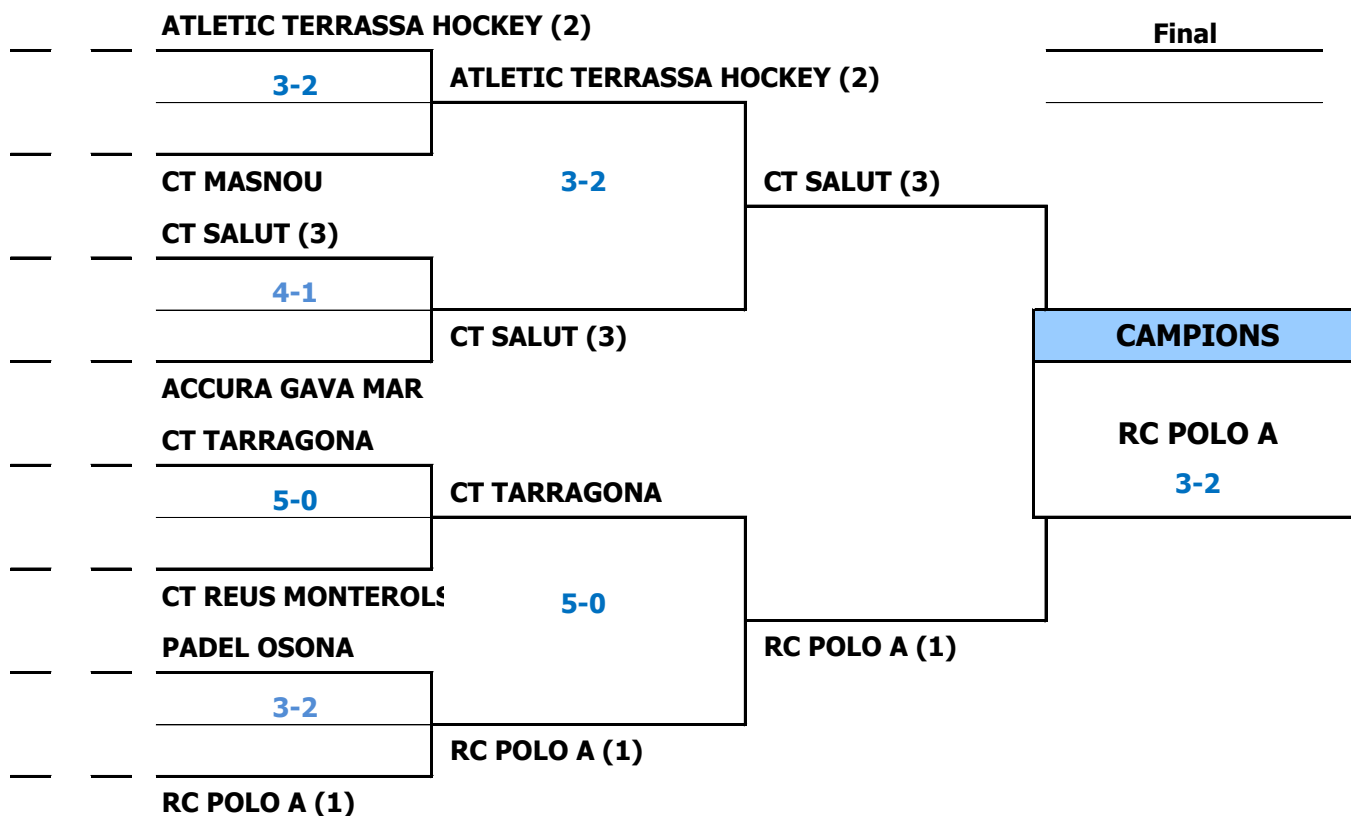 ATLETIC TERRASSA HOCKEY (2)
Final
3-2
ATLETIC TERRASSA HOCKEY (2)
CT MASNOU
3-2
CT SALUT (3)
CT SALUT (3)
4-1
CT SALUT (3)
CAMPIONS
ACCURA GAVA MAR
CT TARRAGONA
RC POLO A
3-2
5-0
CT TARRAGONA
CT REUS MONTEROLS
5-0
PADEL OSONA
RC POLO A (1)
3-2
RC POLO A (1)
RC POLO A (1)